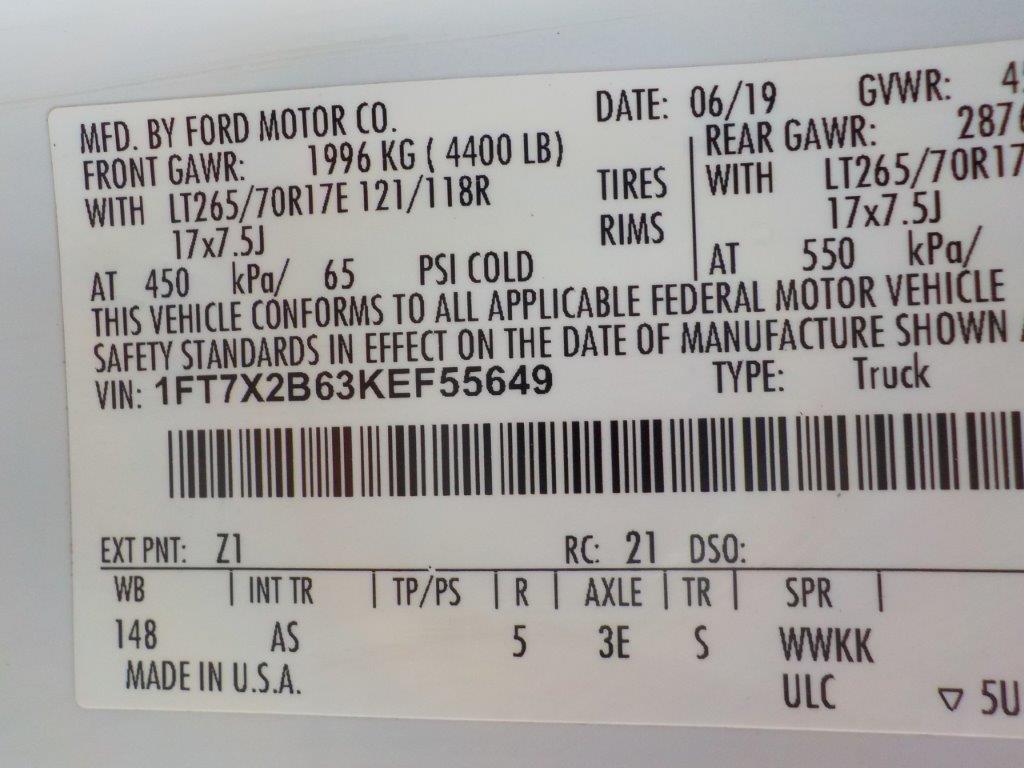 MFD. BY FORD MOTOR CO. DATE: 06/19 GVWR:
FRONT GAWR: 1996 KG ( 4400 LB) REAR GAWR:
WITH LT265/70R17E 121/118R TIRES WITH LT265/70R17
17x7.5J RIMS 17x7.5J
AT 450 kPa/ 65 PSI COLD AT 550 kPa/
THIS VEHICLE CONFORMS TO ALL APPLICABLE FEDERAL MOTOR VEHICLE
SAFETY STANDARDS IN EFFECT ON THE DATE OF MANUFACTURE SHOWN
VIN: 1FT7X2B63KEF55649 TYPE: Truck
EXT PNT: Z1 RC: 21 DSO:
WB INT TR TP/PS R AXLE TR SPR
148 AS 5 3E S WWKK
MADE IN U.S.A. ULC ▽ 5U